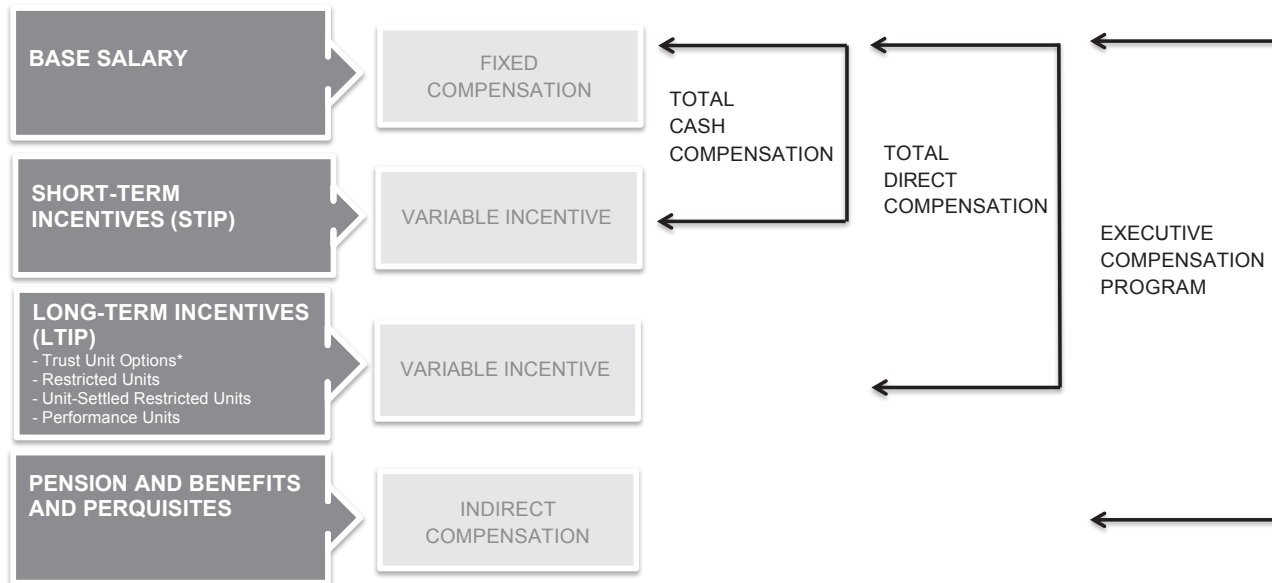 BASE SALARY
FIXED
COMPENSATION
TOTAL
CASH
COMPENSATION
SHORT-TERM
INCENTIVES (STIP)
VARIABLE INCENTIVE
TOTAL
DIRECT
COMPENSATION
EXECUTIVE
COMPENSATION
PROGRAM
LONG-TERM INCENTIVES
(LTIP)
- Trust Unit Options*
- Restricted Units
- Unit-Settled Restricted Units
- Performance Units
VARIABLE INCENTIVE
PENSION AND BENEFITS
AND PERQUISITES
INDIRECT
COMPENSATION